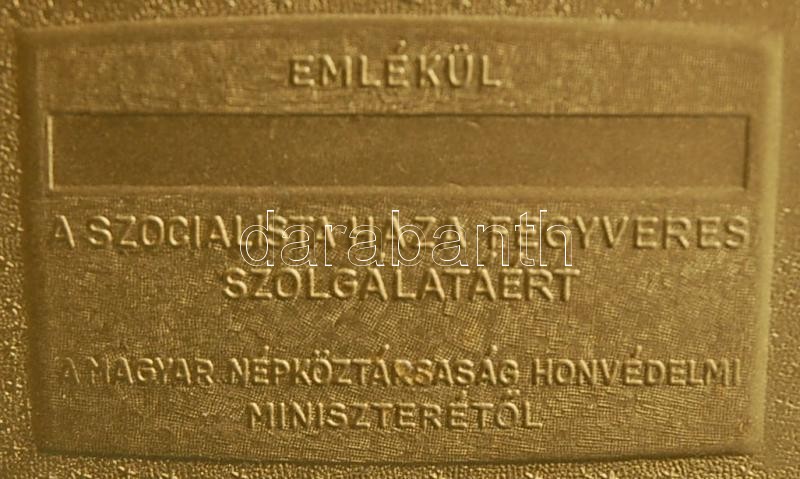 EMLÉKÜL
A SZOCIALISTA HAZA FEGYVERES
darabanth
SZOLGÁLATÁÉRT
A MAGYAR NÉPKÖZTÁRSASÁG HONVÉDELMI
MINISZTERÉTŐL